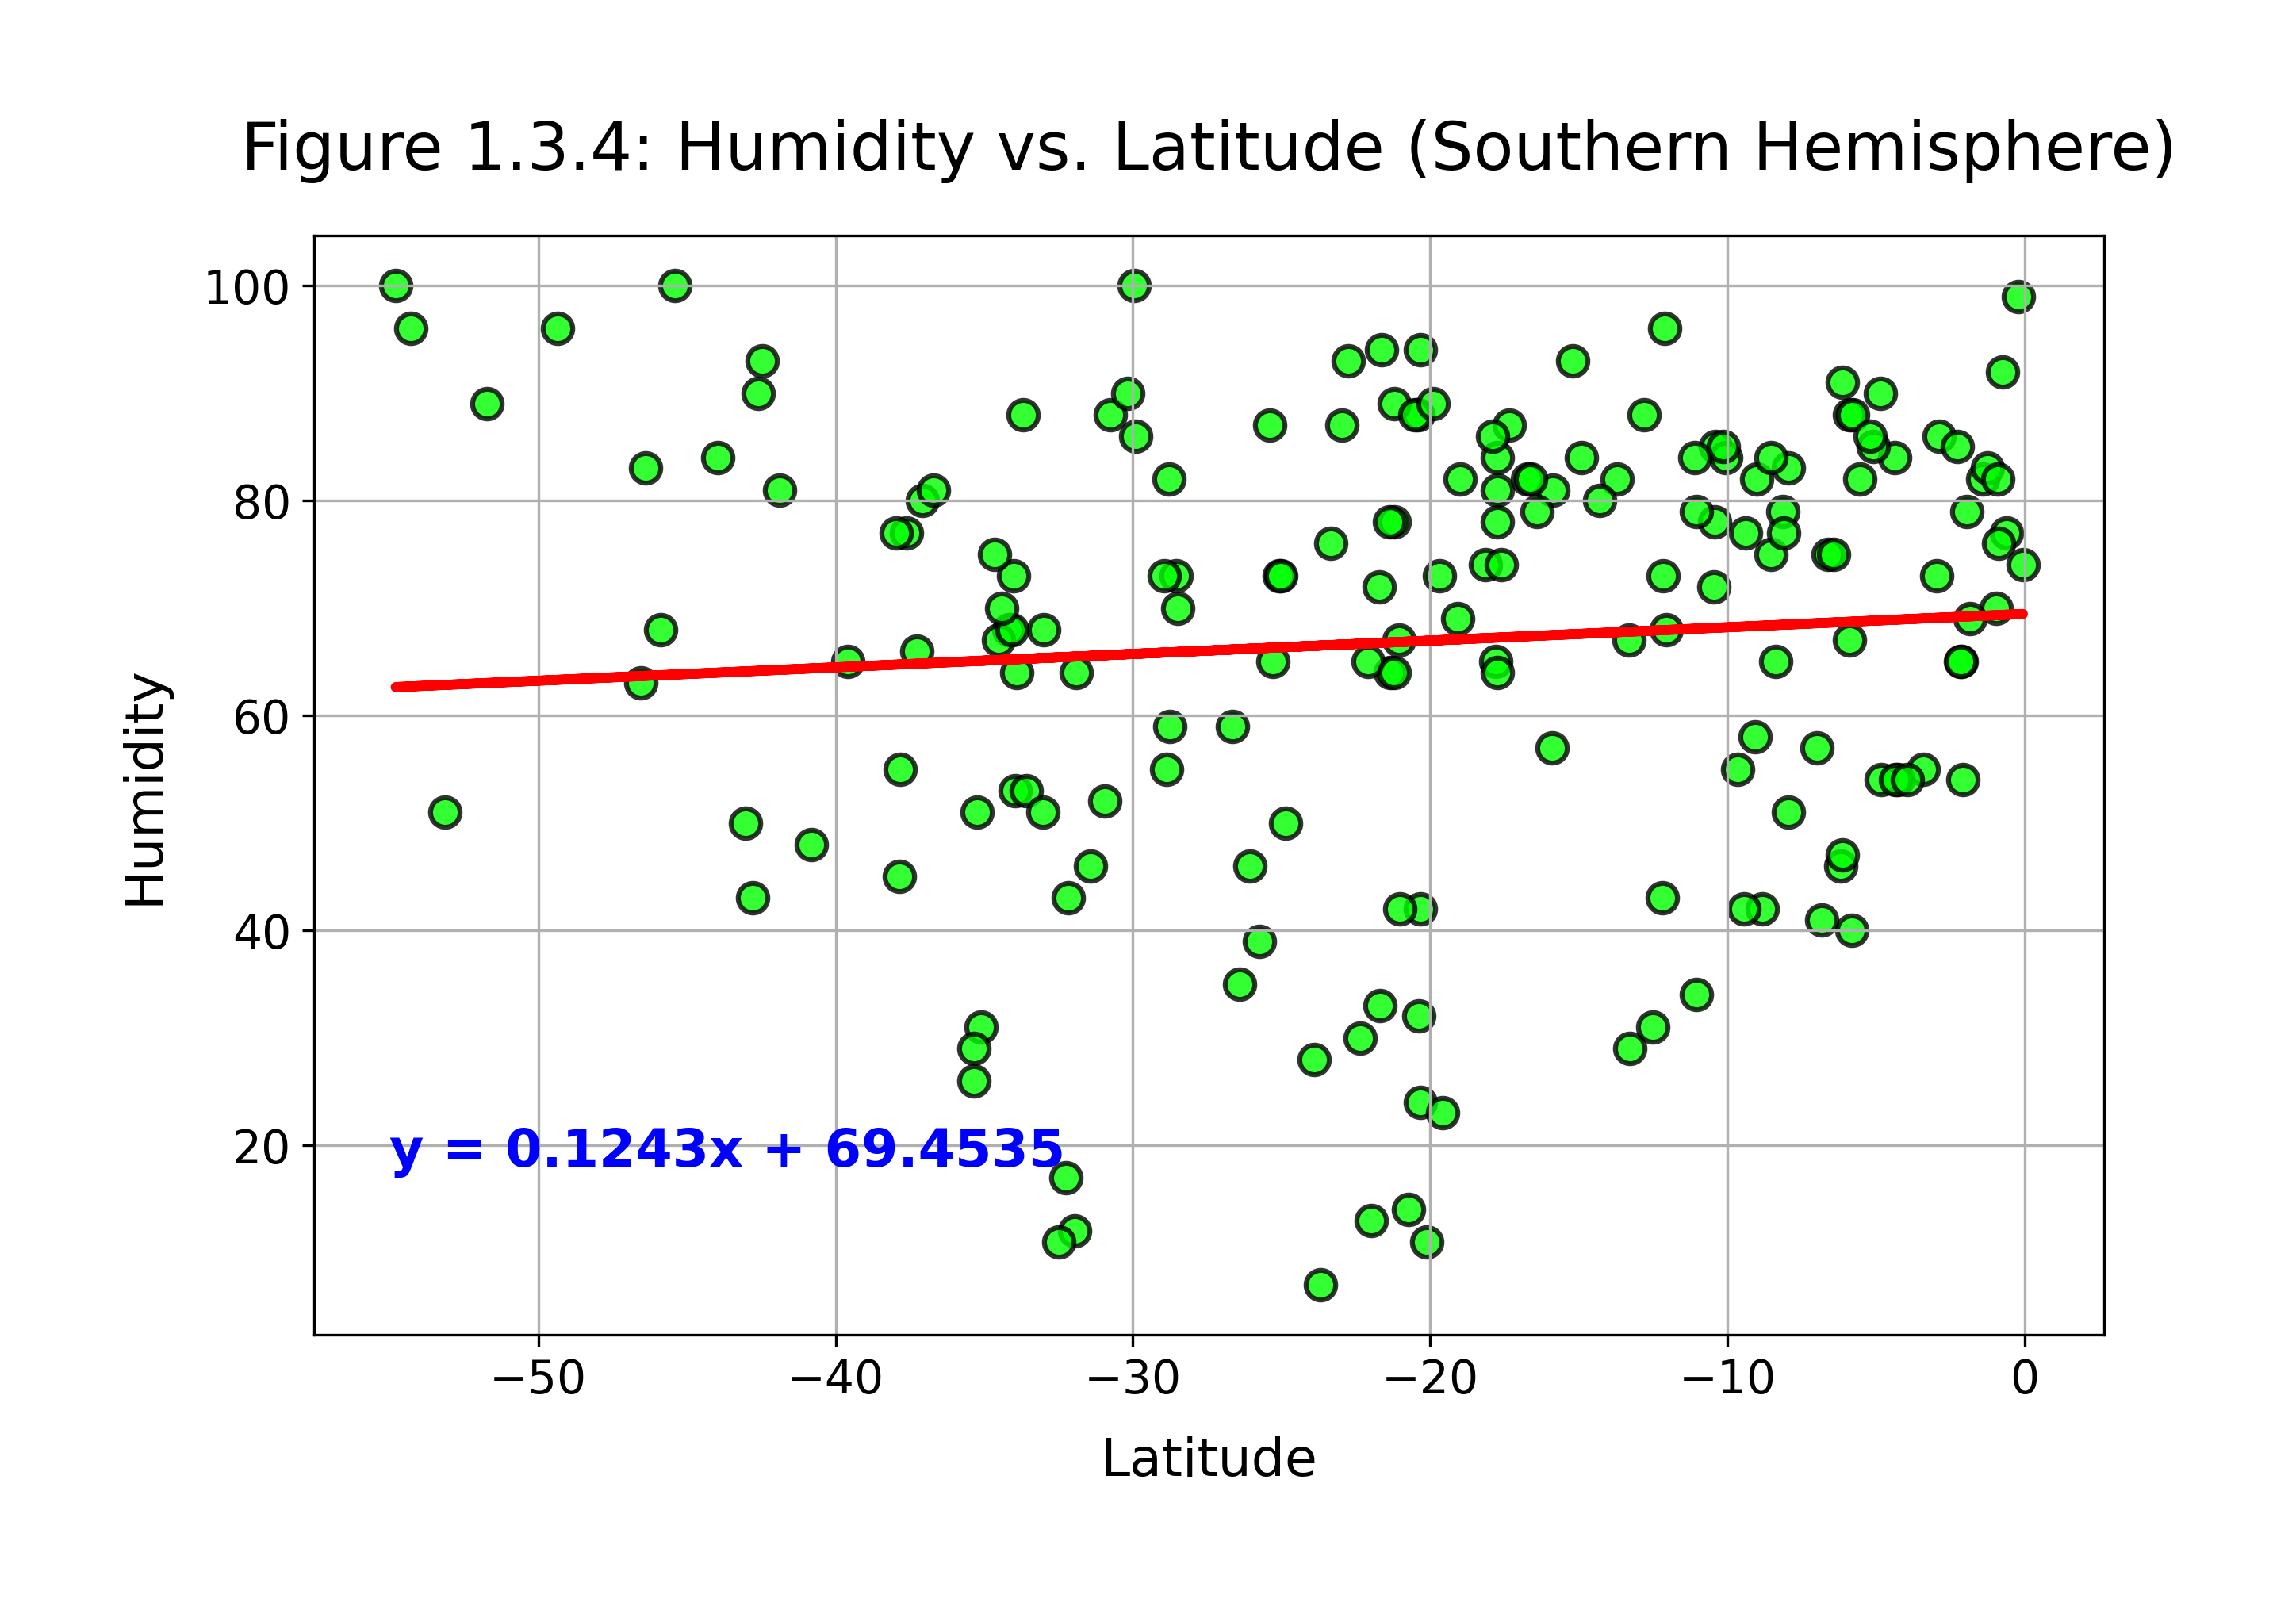 Figure 1.3.4: Humidity vs. Latitude (Southern Hemisphere)
100
80
60
40
20
Humidity
y = 0.1243x + 69.4535
−50 −40 −30 −20 −10 0
Latitude